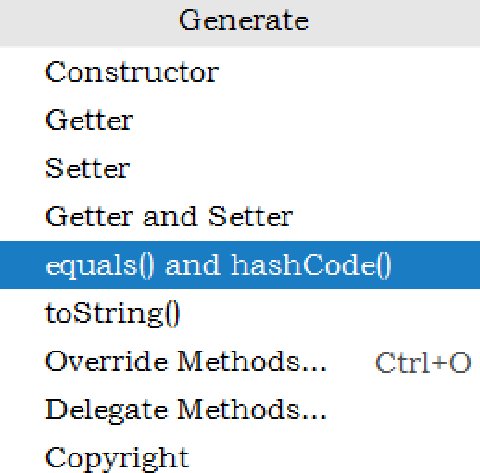 Generate
Constructor
Getter
Setter
Getter and Setter
equals() and hashCode()
toString()
Override Methods... Ctrl+O
Delegate Methods...
Copyright